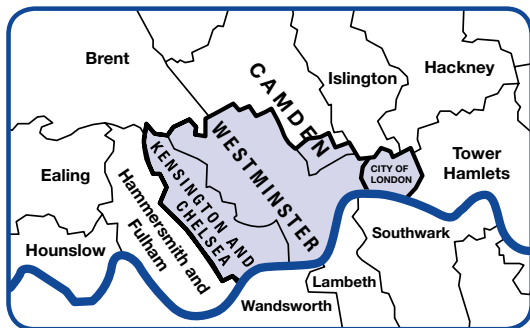 Brent
CAMDEN
Islington
Hackney
WESTMINSTER
KENSINGTON AND
CHELSEA
CITY OF
LONDON
Tower
Hamlets
Ealing
Hammersmith and
Fulham
Hounslow
Southwark
Lambeth
Wandsworth